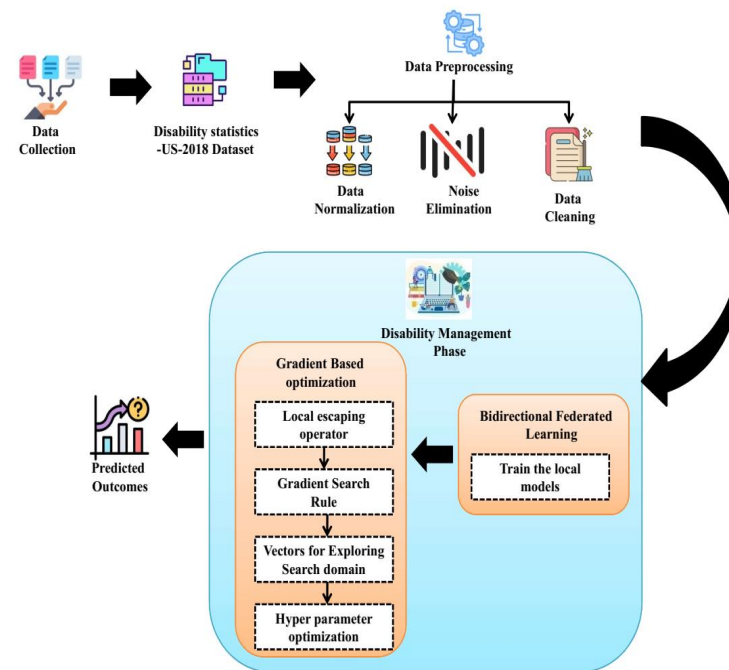 Data
Collection
Disability statistics
-US-2018 Dataset
Data Preprocessing
Data
Normalization
Noise
Elimination
Data
Cleaning
Disability Management
Phase
Gradient Based
optimization
Local escaping
operator
Gradient Search
Rule
Vectors for Exploring
Search domain
Hyper parameter
optimization
Bidirectional Federated
Learning
Train the local
models
Predicted
Outcomes